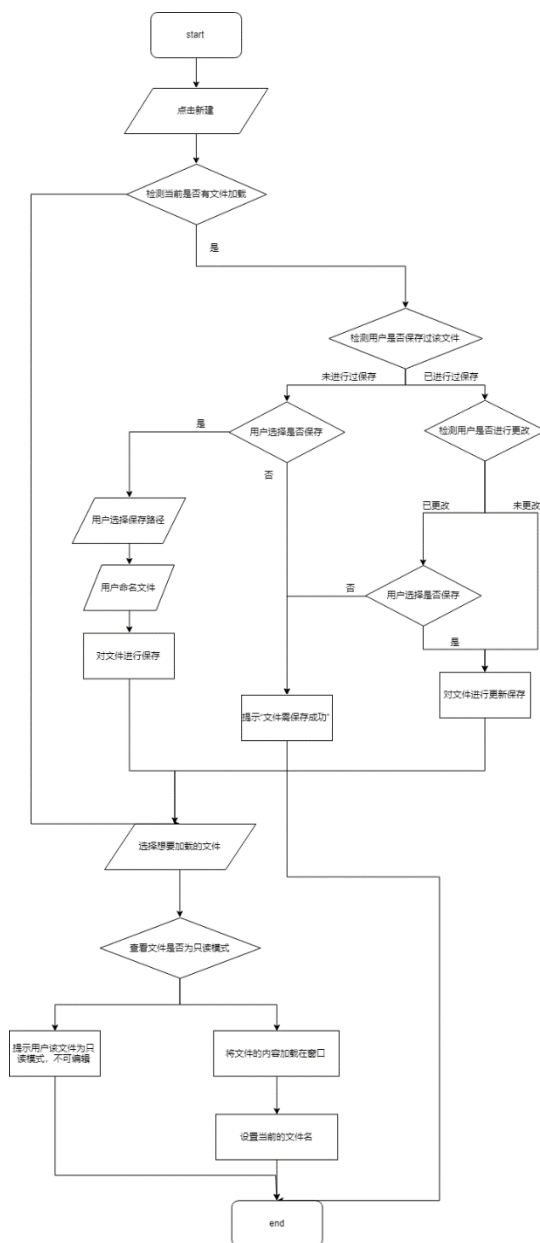 start
点击新建
检测当前是否有文件加载
是
检测用户是否保存过该文件
未进行过保存
已进行过保存
用户选择是否保存
检测用户是否进行更改
是
否
已更改
未更改
用户选择保存路径
用户命名文件
用户选择是否保存
否
是
对文件进行保存
对文件进行更新保存
提示“文件需保存成功”
选择想要加载的文件
查看文件是否为只读模式
提示用户该文件为只
读模式，不可编辑
将文件的内容加载在窗口
设置当前的文件名
end